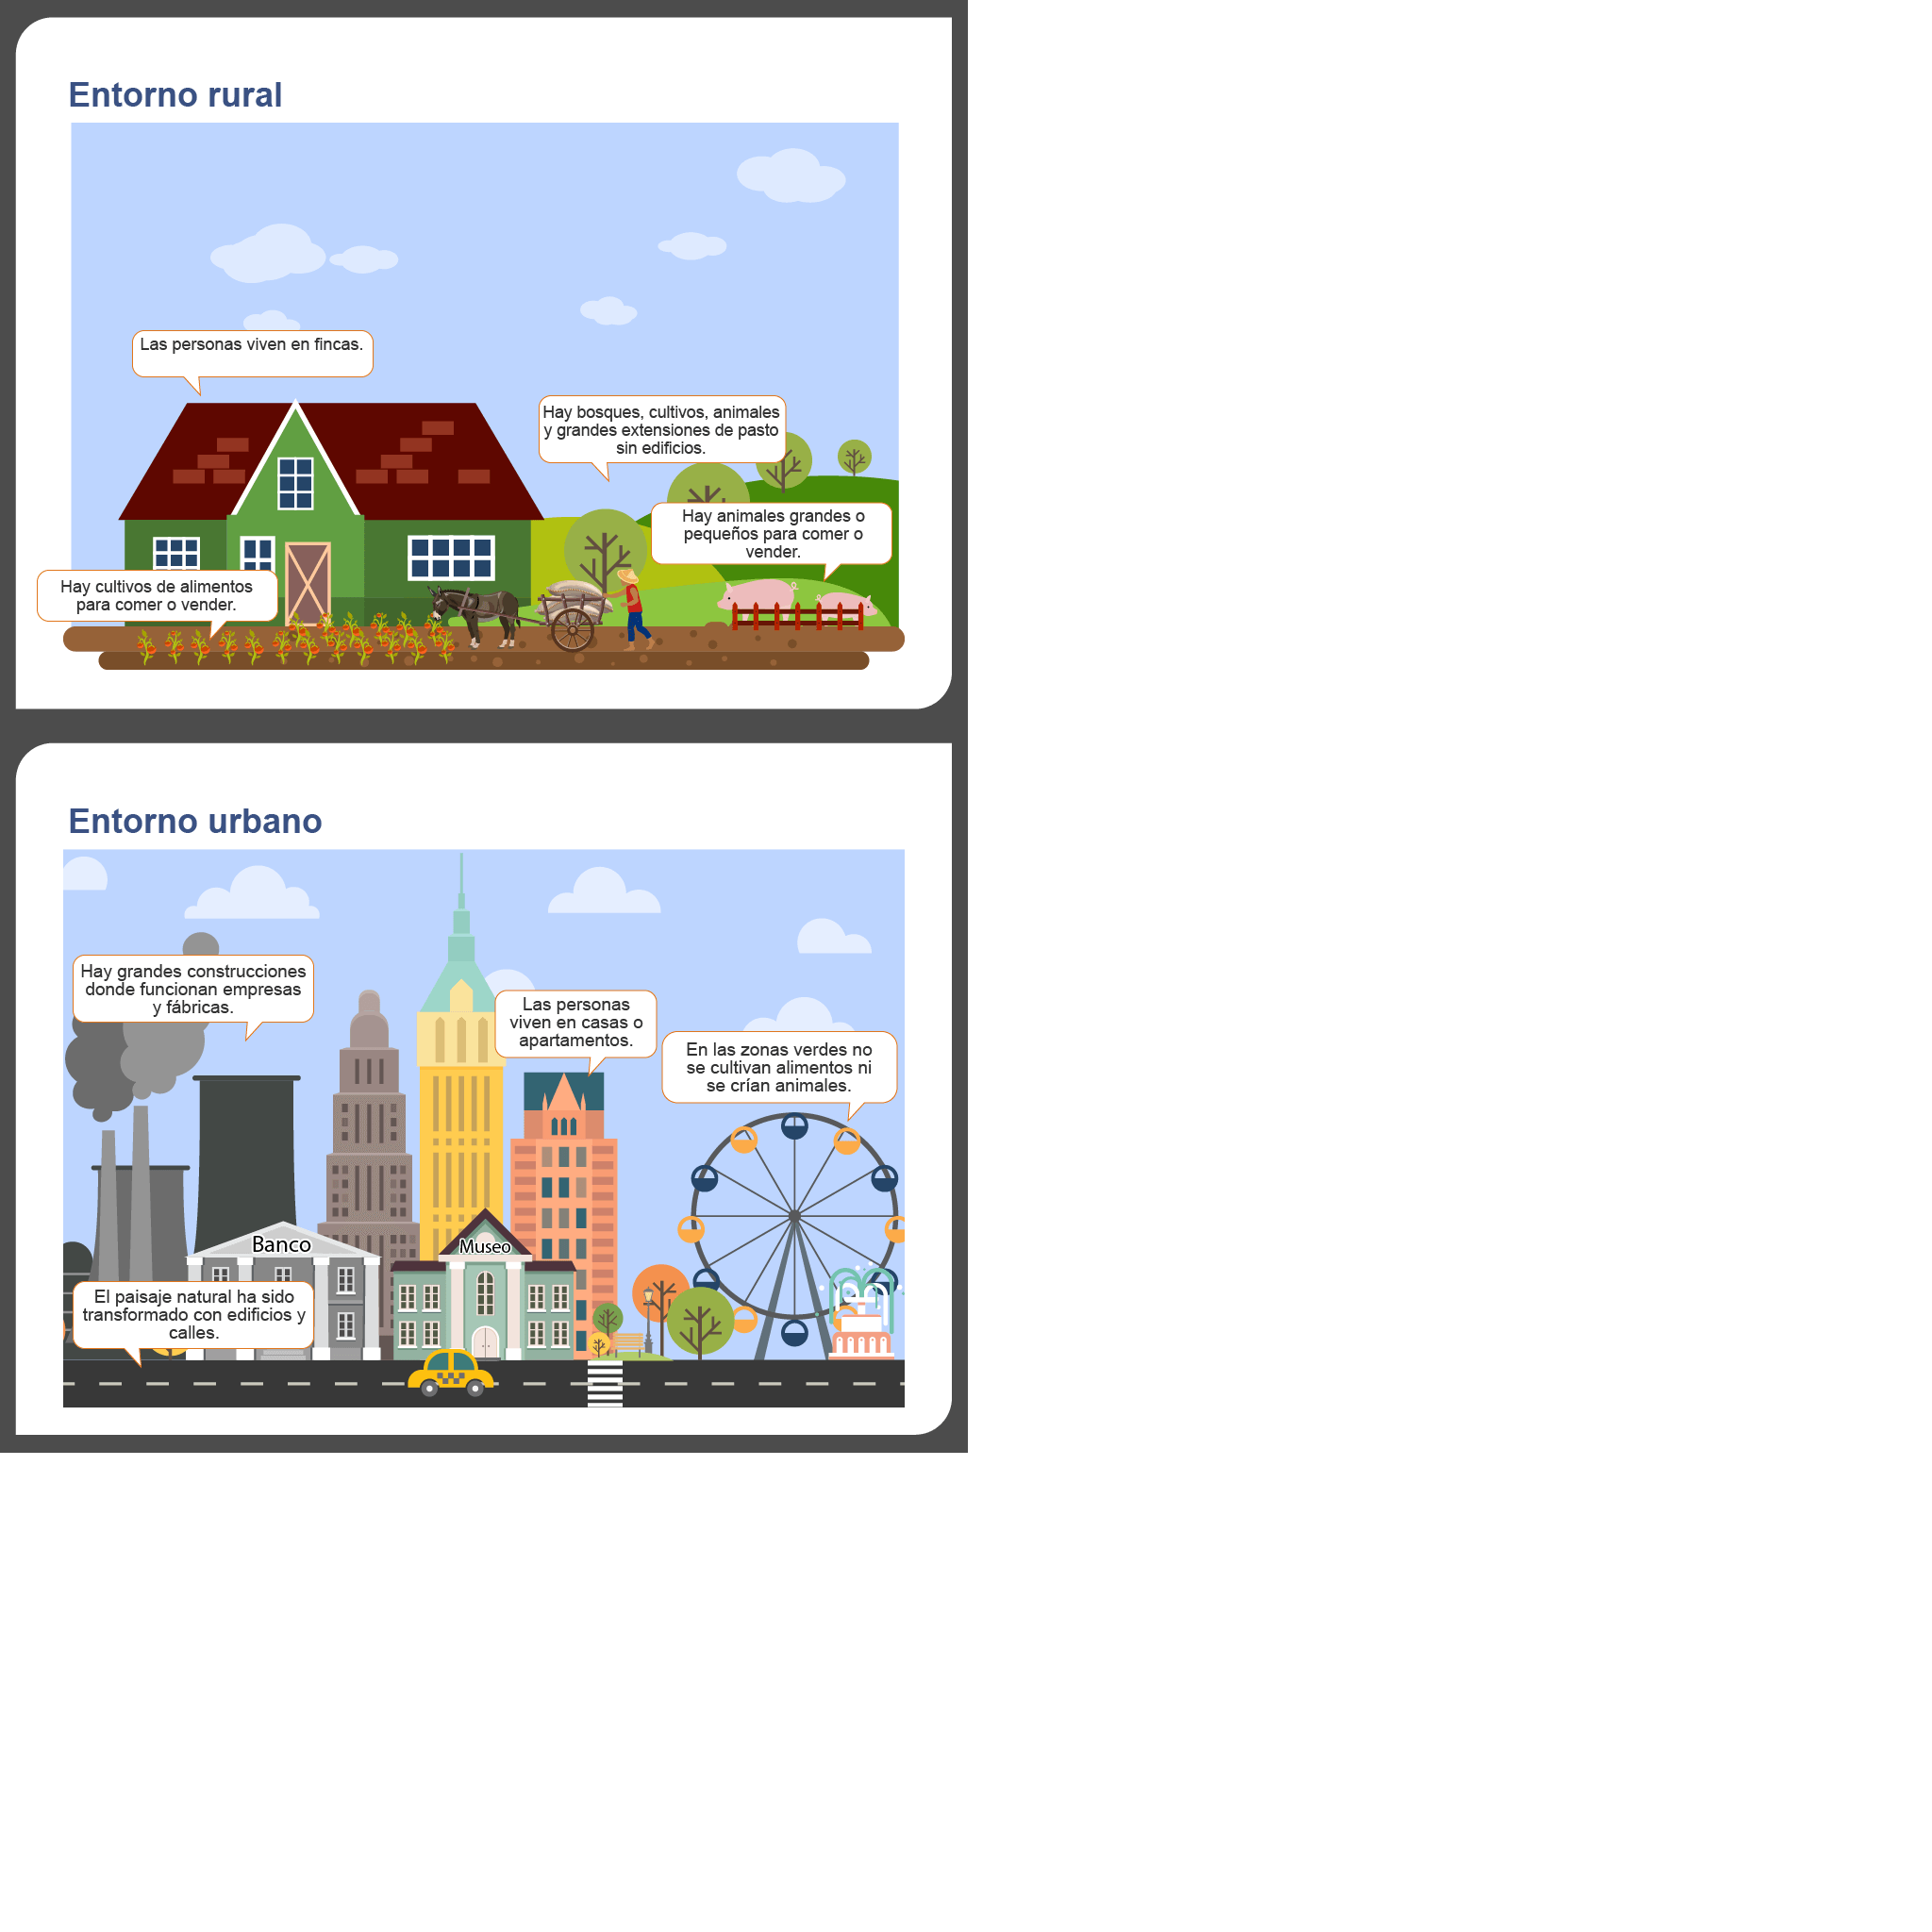 Entorno rural
Las personas viven en fincas.
Hay bosques, cultivos, animales
y grandes extensiones de pasto
sin edificios.
Hay animales grandes o
pequeños para comer o
vender.
Hay cultivos de alimentos
para comer o vender.
Entorno urbano
Hay grandes construcciones
donde funcionan empresas
y fábricas.
Las personas
viven en casas o
apartamentos.
En las zonas verdes no
se cultivan alimentos ni
se crían animales.
Banco
Museo
El paisaje natural ha sido
transformado con edificios y
calles.